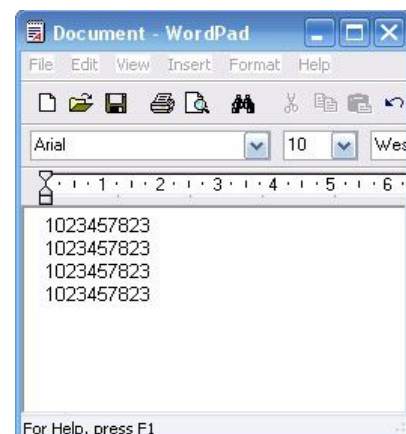 Document - WordPad
File Edit View Insert Format Help
Arial 10 Wes
1 2 3 4 5 6
1023457823
1023457823
1023457823
1023457823
For Help, press F1